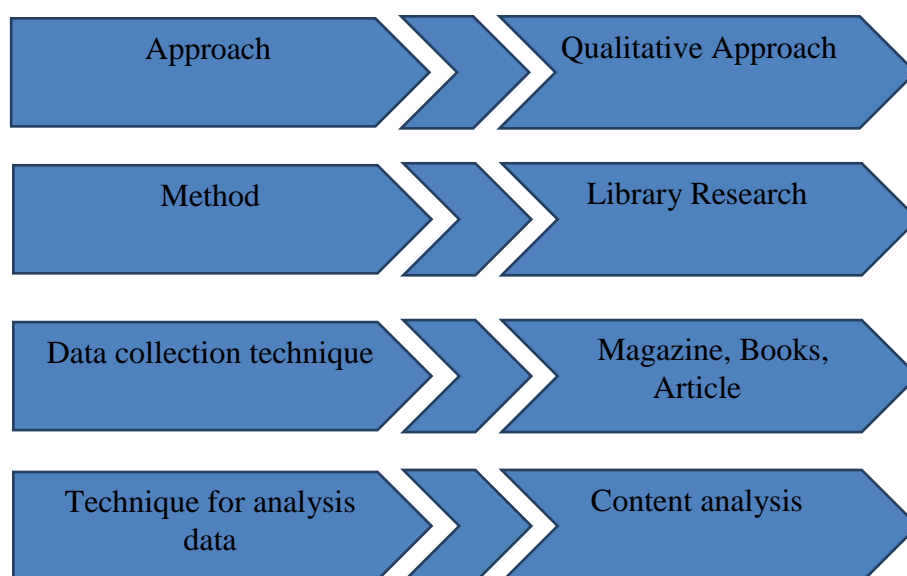 Approach
Qualitative Approach
Method
Library Research
Data collection technique
Magazine, Books,
Article
Technique for analysis
data
Content analysis